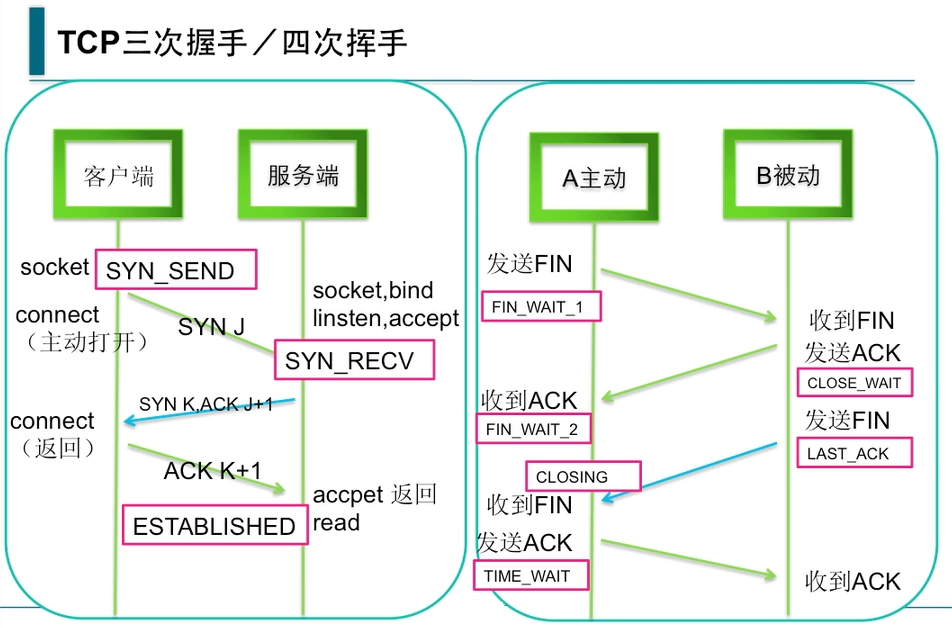 TCP三次握手／四次挥手
客户端
服务端
socket
SYN_SEND
connect
（主动打开）
SYN J
socket,bind
linsten,accept
SYN_RECV
SYN K,ACK J+1
connect
（返回）
ACK K+1
accpet 返回
read
ESTABLISHED
A主动
B被动
发送FIN
FIN_WAIT_1
收到FIN
发送ACK
CLOSE_WAIT
收到ACK
FIN_WAIT_2
发送FIN
LAST_ACK
CLOSING
收到FIN
发送ACK
TIME_WAIT
收到ACK